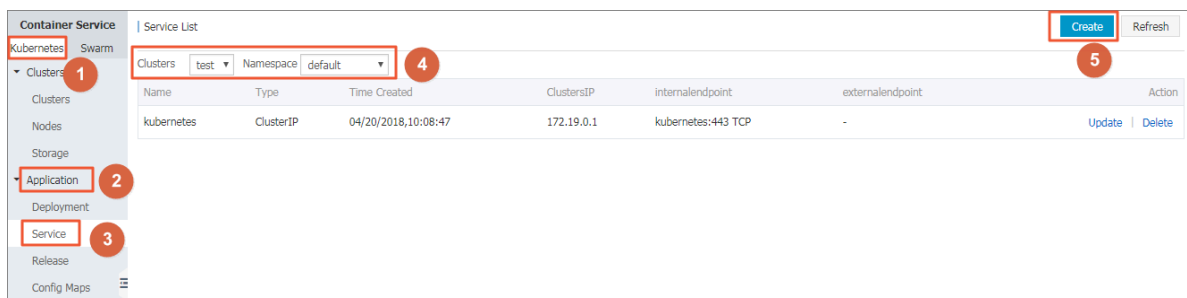 Container Service
Kubernetes Swarm
1
Clusters
Clusters
Nodes
Storage
Application 2
Deployment
Service 3
Release
Config Maps
Service List Create Refresh
5
Clusters test Namespace default 4
Name Type Time Created ClustersIP internalendpoint externalendpoint Action
kubernetes ClusterIP 04/20/2018,10:08:47 172.19.0.1 kubernetes:443 TCP - Update | Delete